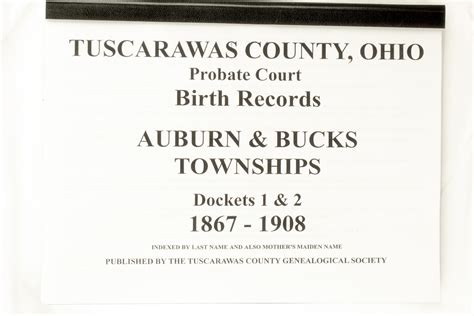 TUSCARAWAS COUNTY, OHIO
Probate Court
Birth Records
AUBURN & BUCKS
TOWNSHIPS
Dockets 1 & 2
1867 - 1908
INDEXED BY LAST NAME AND ALSO MOTHER'S MAIDEN NAME
PUBLISHED BY THE TUSCARAWAS COUNTY GENEALOGICAL SOCIETY